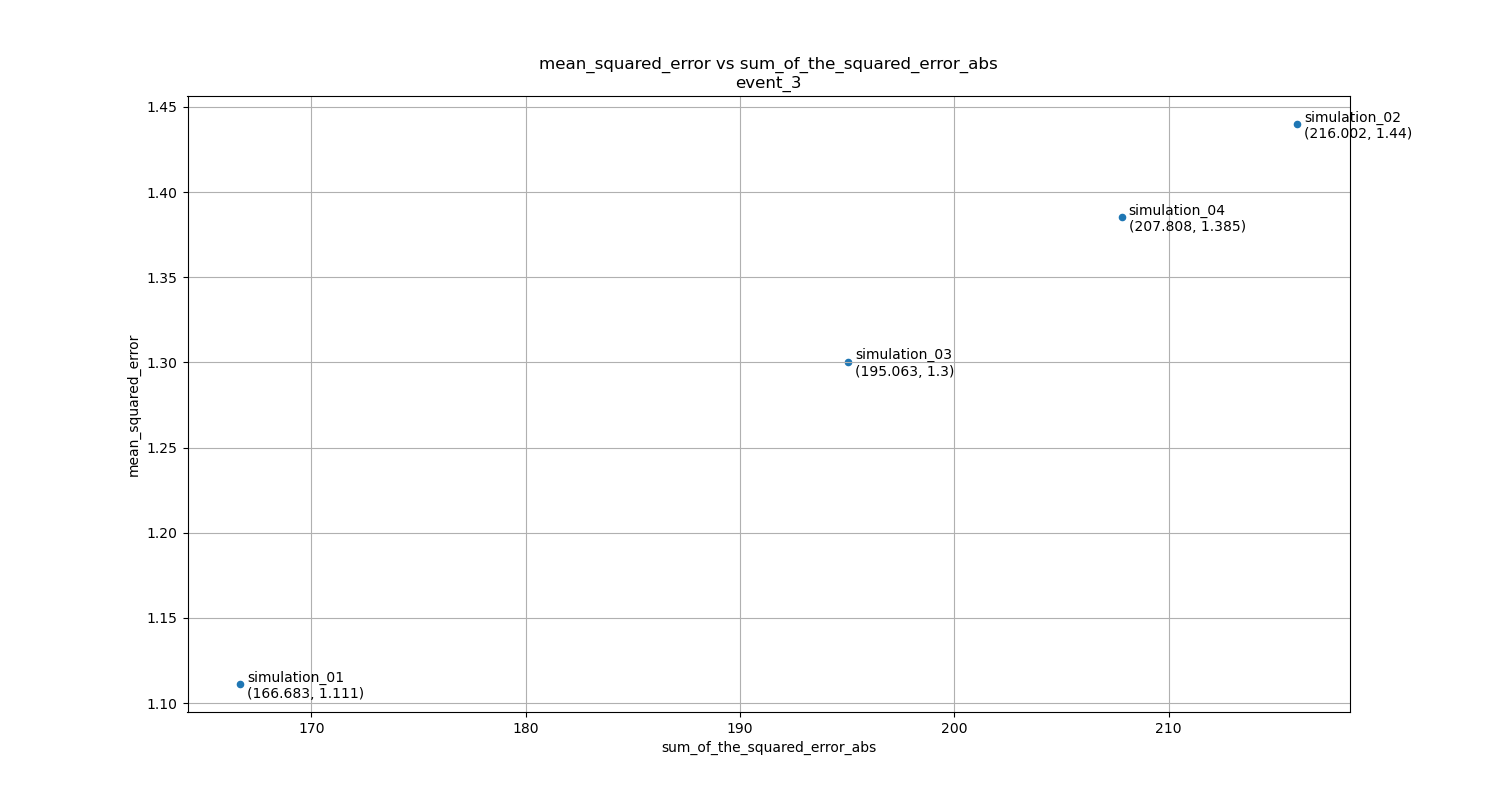 mean_squared_error vs sum_of_the_squared_error_abs
event_3
1.45
1.40
1.35
1.30
1.25
1.20
1.15
1.10
mean_squared_error
simulation_02
(216.002, 1.44)
simulation_04
(207.808, 1.385)
simulation_03
(195.063, 1.3)
simulation_01
(166.683, 1.111)
170
180
190
200
210
sum_of_the_squared_error_abs